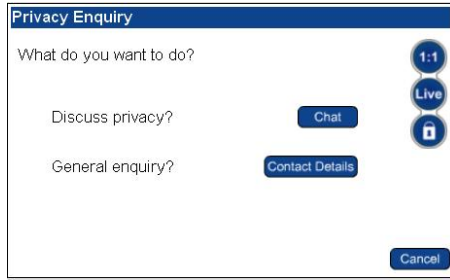 Privacy Enquiry
What do you want to do?
1:1
Live
Discuss privacy? Chat
General enquiry? Contact Details
Cancel